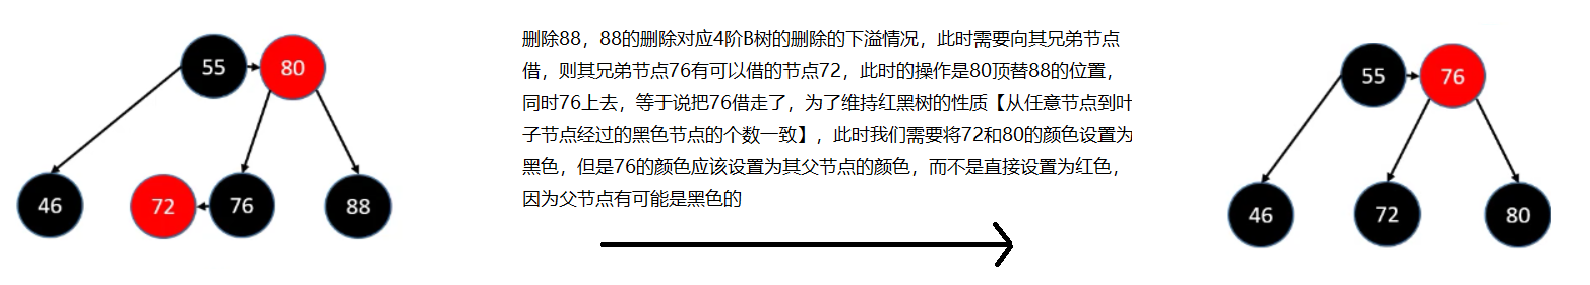 55
80
46
72
76
88
删除88，88的删除对应4阶B树的删除的下溢情况，此时需要向其兄弟节点
借，则其兄弟节点76有可以借的节点72，此时的操作是80顶替88的位置，
同时76上去，等于说把76借走了，为了维持红黑树的性质【从任意节点到叶
子节点经过的黑色节点的个数一致】，此时我们需要将72和80的颜色设置为
黑色，但是76的颜色应该设置为其父节点的颜色，而不是直接设置为红色，
因为父节点有可能是黑色的
55
76
46
72
80